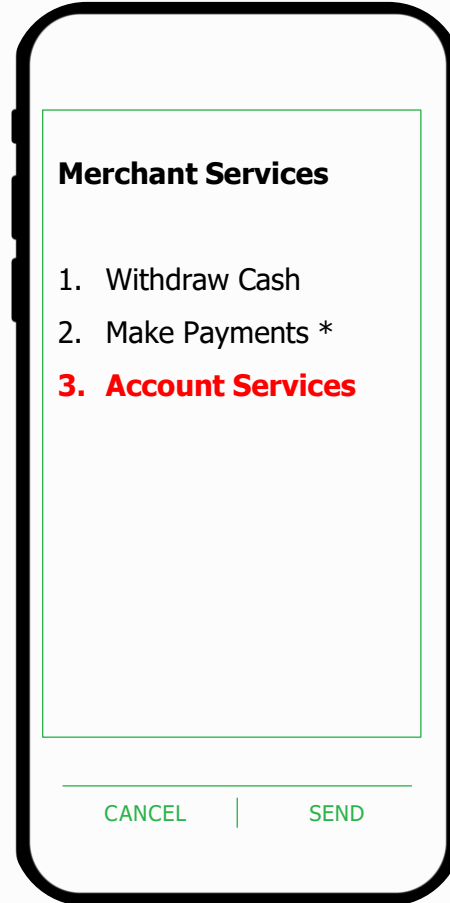 Merchant Services
1. Withdraw Cash
2. Make Payments *
3. Account Services
CANCEL SEND